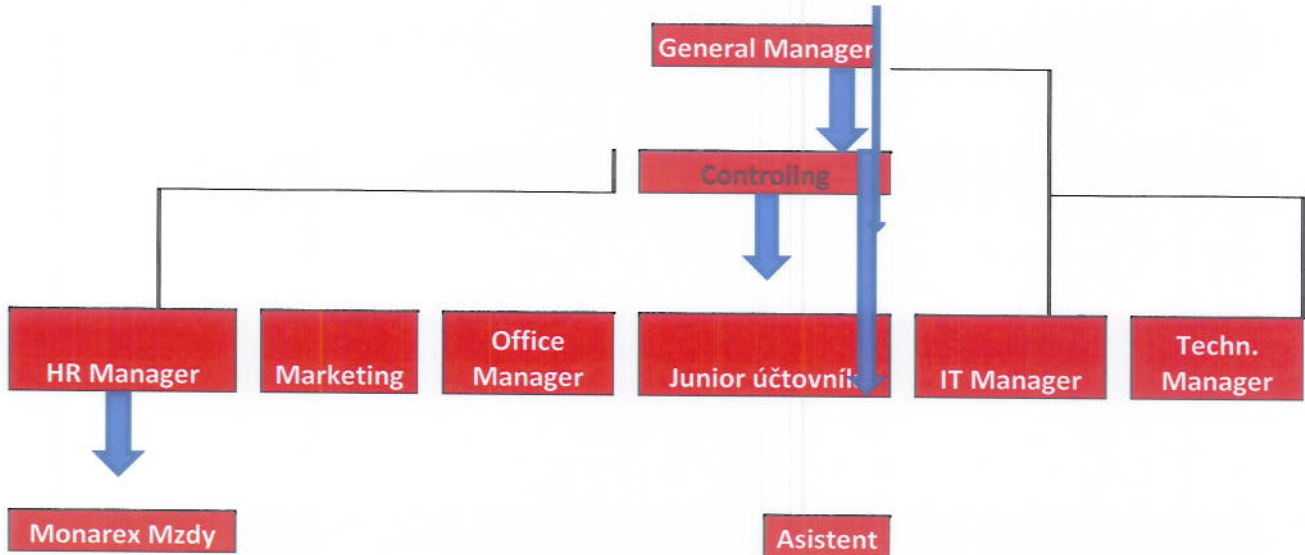 General Manager
Controling
HR Manager
Marketing
Office
Manager
Junior účtovník
IT Manager
Techn.
Manager
Monarex Mzdy
Asistent